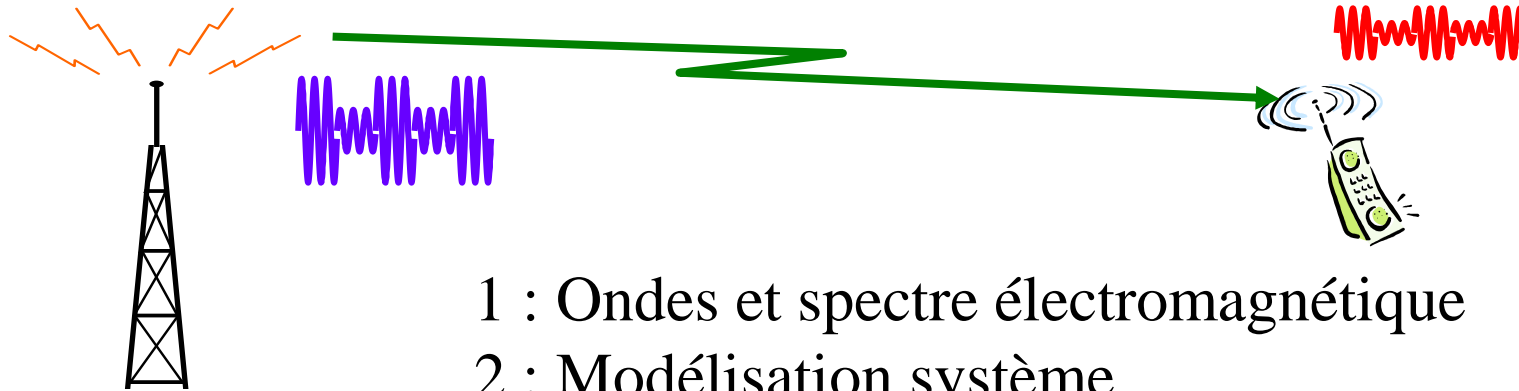 1 : Ondes et spectre électromagnétique
2 : Modélisation système